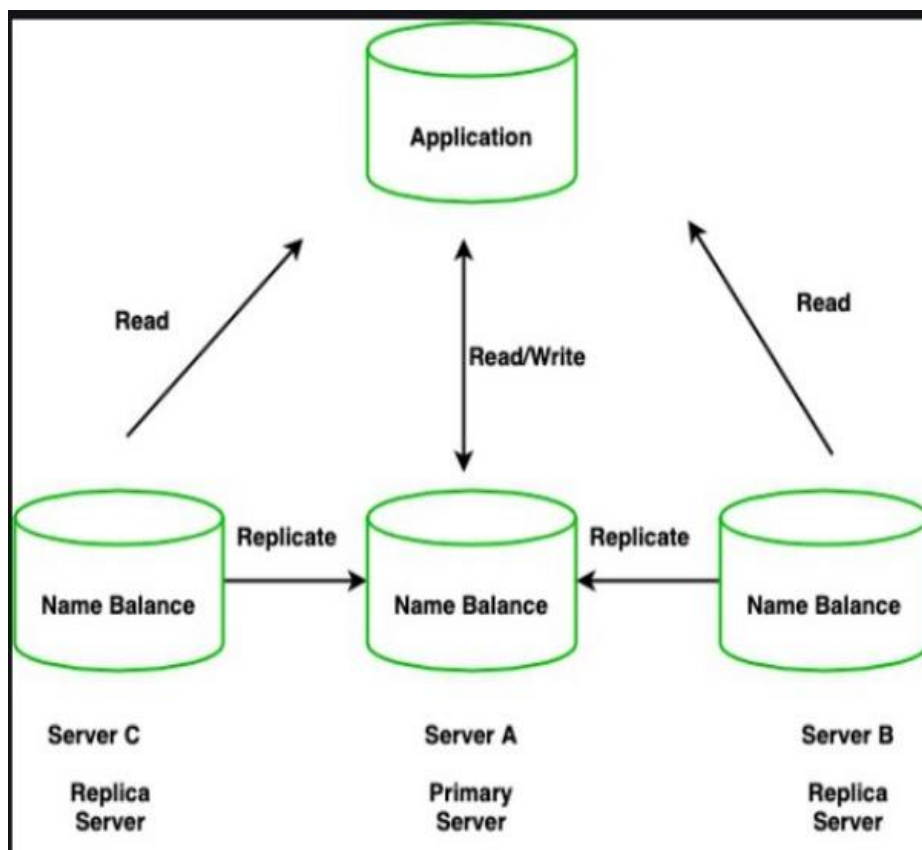 Application
Read
Read
Read/Write
Replicate
Replicate
Name Balance
Name Balance
Name Balance
Server C
Server A
Server B
Replica
Server
Primary
Server
Replica
Server